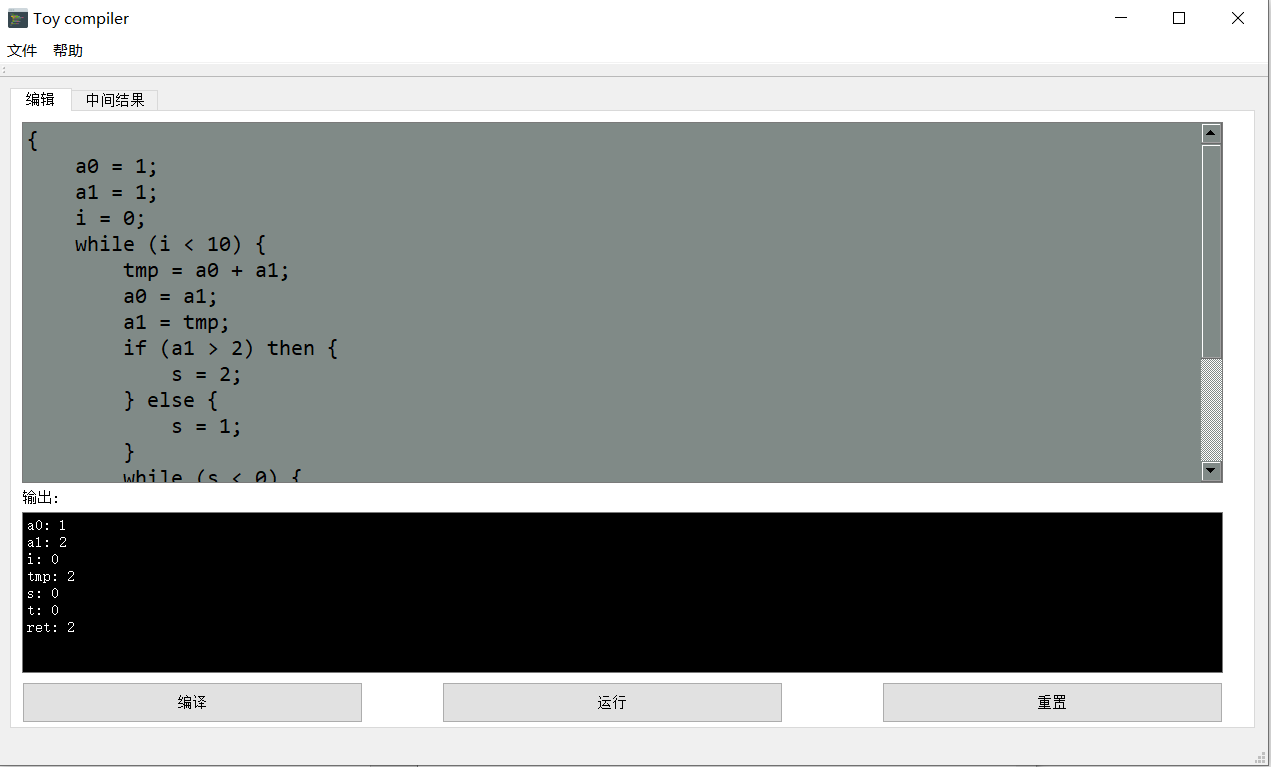 Toy compiler
文件 帮助
编辑 中间结果
{
    a0 = 1;
    a1 = 1;
    i = 0;
    while (i < 10) {
        tmp = a0 + a1;
        a0 = a1;
        a1 = tmp;
        if (a1 > 2) then {
            s = 2;
        } else {
            s = 1;
        }
        while (s < 0) {
输出:
a0: 1
a1: 2
i: 0
tmp: 2
s: 0
t: 0
ret: 2
编译 运行 重置